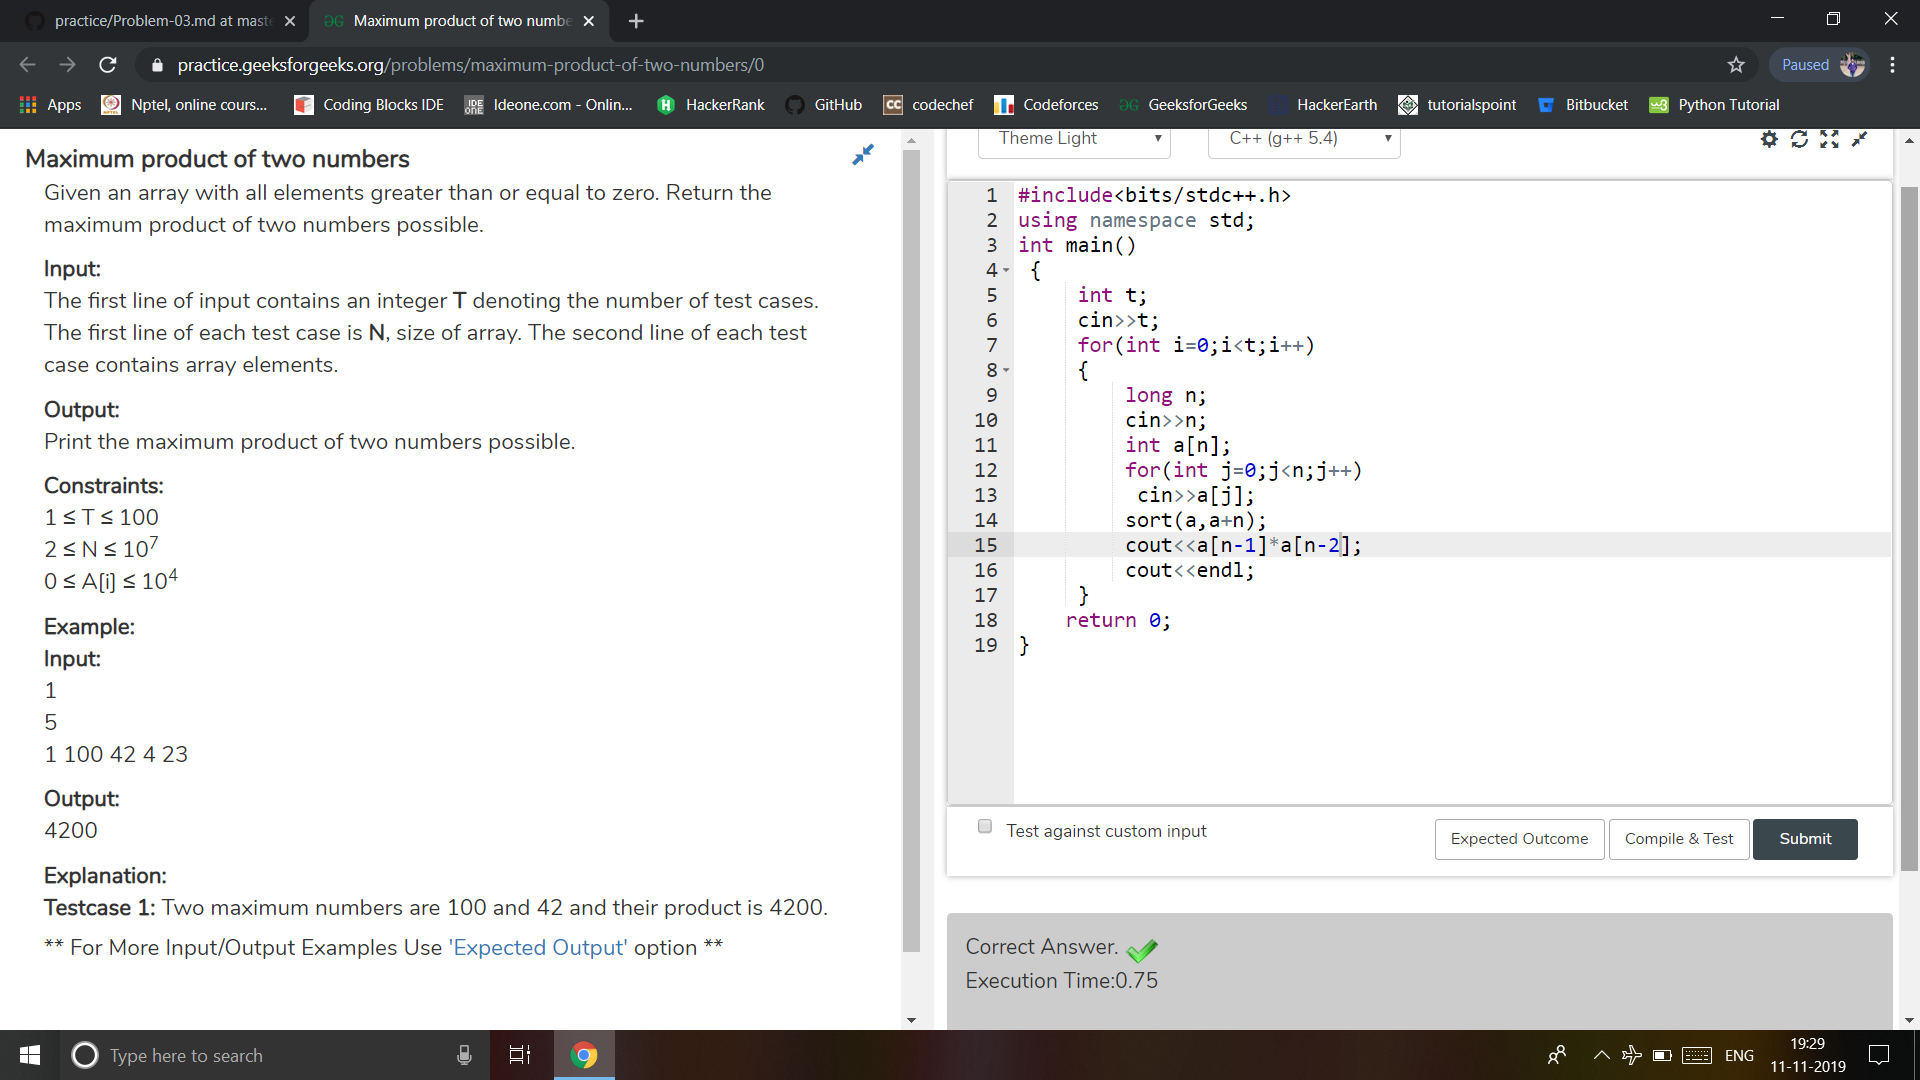 practice/Problem-03.md at maste
Maximum product of two numbe
practice.geeksforgeeks.org/problems/maximum-product-of-two-numbers/0
Paused
Apps
Nptel, online cours...
Coding Blocks IDE
Ideone.com - Onlin...
HackerRank
GitHub
codechef
Codeforces
GeeksforGeeks
HackerEarth
tutorialspoint
Bitbucket
Python Tutorial
Maximum product of two numbers
Given an array with all elements greater than or equal to zero. Return the
maximum product of two numbers possible.
Input:
The first line of input contains an integer T denoting the number of test cases.
The first line of each test case is N, size of array. The second line of each test
case contains array elements.
Output:
Print the maximum product of two numbers possible.
Constraints:
1 ≤ T ≤ 100
2 ≤ N ≤ 10⁷
0 ≤ A[i] ≤ 10⁴
Example:
Input:
1
5
1 100 42 4 23
Output:
4200
Explanation:
Testcase 1: Two maximum numbers are 100 and 42 and their product is 4200.
** For More Input/Output Examples Use 'Expected Output' option **
Theme Light
C++ (g++ 5.4)
1 #include<bits/stdc++.h>
2 using namespace std;
3 int main()
4 {
5 int t;
6 cin>>t;
7 for(int i=0;i<t;i++)
8 {
9 long n;
10 cin>>n;
11 int a[n];
12 for(int j=0;j<n;j++)
13 cin>>a[j];
14 sort(a,a+n);
15 cout<<a[n-1]*a[n-2];
16 cout<<endl;
17 }
18 return 0;
19 }
Test against custom input
Expected Outcome
Compile & Test
Submit
Correct Answer.
Execution Time:0.75
Type here to search
ENG
19:29
11-11-2019